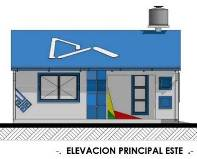 -. ELEVACION PRINCIPAL ESTE .-